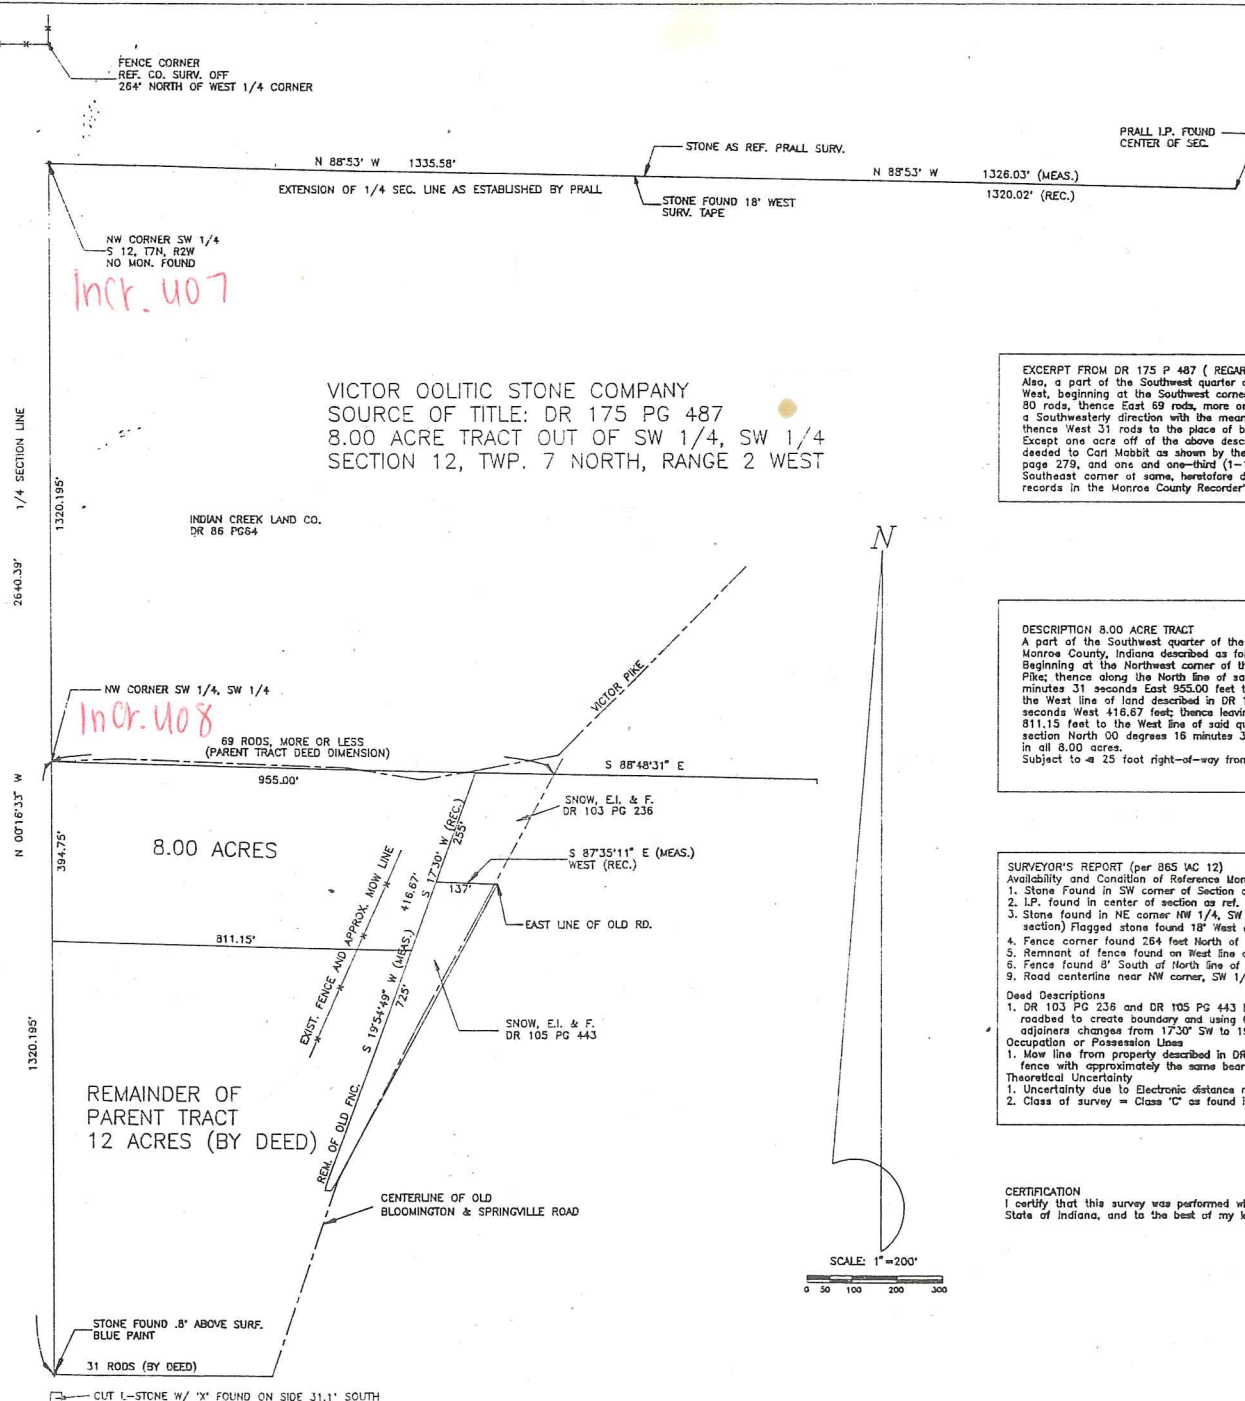 FENCE CORNER
REF. CO. SURV. OFF
264' NORTH OF WEST 1/4 CORNER
PRALL I.P. FOUND
CENTER OF SEC.
N 88°53' W 1335.58'
EXTENSION OF 1/4 SEC. LINE AS ESTABLISHED BY PRALL
STONE AS REF. PRALL SURV.
STONE FOUND 18" WEST
SURV. TAPE
N 88°53' W 1326.03' (MEAS.)
1320.02' (REC.)
NW CORNER SW 1/4
S 12, T7N, R2W
NO MON. FOUND
Incr. U07
VICTOR OOLITIC STONE COMPANY
SOURCE OF TITLE: DR 175 PG 487
8.00 ACRE TRACT OUT OF SW 1/4, SW 1/4
SECTION 12, TWP. 7 NORTH, RANGE 2 WEST
1/4 SECTION LINE
2640.39'
N 00°16'33" W
1320.195'
INDIAN CREEK LAND CO.
DR 86 PG64
EXCERPT FROM DR 175 P 487 ( REGAR
Also, a part of the Southwest quarter o
West, beginning at the Southwest corne
80 rods, thence East 69 rods, more or
a Southwesterly direction with the mean
thence West 31 rods to the place of b
Except one acre off of the above desc
deeded to Carl Mabbit as shown by the
page 279, and one and one-third (1-
Southeast corner of same, heretofore d
records in the Monroe County Recorder'
N
DESCRIPTION 8.00 ACRE TRACT
A part of the Southwest quarter of the
Monroe County, Indiana described as fo
Beginning at the Northwest corner of th
Pike; thence along the North line of sa
minutes 31 seconds East 955.00 feet t
the West line of land described in DR 1
seconds West 416.67 feet; thence leavin
811.15 feet to the West line of said qu
section North 00 degrees 16 minutes 3
in all 8.00 acres.
Subject to a 25 foot right-of-way from
VICTOR PIKE
NW CORNER SW 1/4, SW 1/4
Incr. U08
69 RODS, MORE OR LESS
(PARENT TRACT DEED DIMENSION)
955.00'
S 88°48'31" E
394.75'
8.00 ACRES
SNOW, E.I. & F.
DR 103 PG 236
S 17°30' W (REC.)
255'
S 87°35'11" E (MEAS.)
WEST (REC.)
137'
416.67'
EAST LINE OF OLD RD.
811.15'
EXIST. FENCE AND APPROX. MOW LINE
S 19°54'49" W (MEAS.)
725'
SNOW, E.I. & F.
DR 105 PG 443
1320.195'
REMAINDER OF
PARENT TRACT
12 ACRES (BY DEED)
REM. OF OLD FNC.
CENTERLINE OF OLD
BLOOMINGTON & SPRINGVILLE ROAD
SURVEYOR'S REPORT (per 865 IAC 12)
Availability and Condition of Reference Mon
1. Stone Found in SW corner of Section
2. I.P. found in center of section as ref.
3. Stone found in NE corner NW 1/4, SW
section) Flagged stone found 18" West
4. Fence corner found 264 feet North of
5. Remnant of fence found on West line
6. Fence found 8' South of North line of
9. Road centerline near NW corner, SW 1/
Deed Descriptions
1. DR 103 PG 236 and DR 105 PG 443
roadbed to create boundary and using
adjoiners changes from 17°30' SW to 1
Occupation or Possession Lines
1. Mow line from property described in DR
fence with approximately the same bear
Theoretical Uncertainty
1. Uncertainty due to Electronic distance
2. Class of survey = Class 'C' as found
CERTIFICATION
I certify that this survey was performed wi
State of Indiana, and to the best of my
SCALE: 1"=200'
0 50 100 200 300
STONE FOUND .8' ABOVE SURF.
BLUE PAINT
31 RODS (BY DEED)
CUT L-STONE W/ 'X' FOUND ON SIDE 31.1' SOUTH